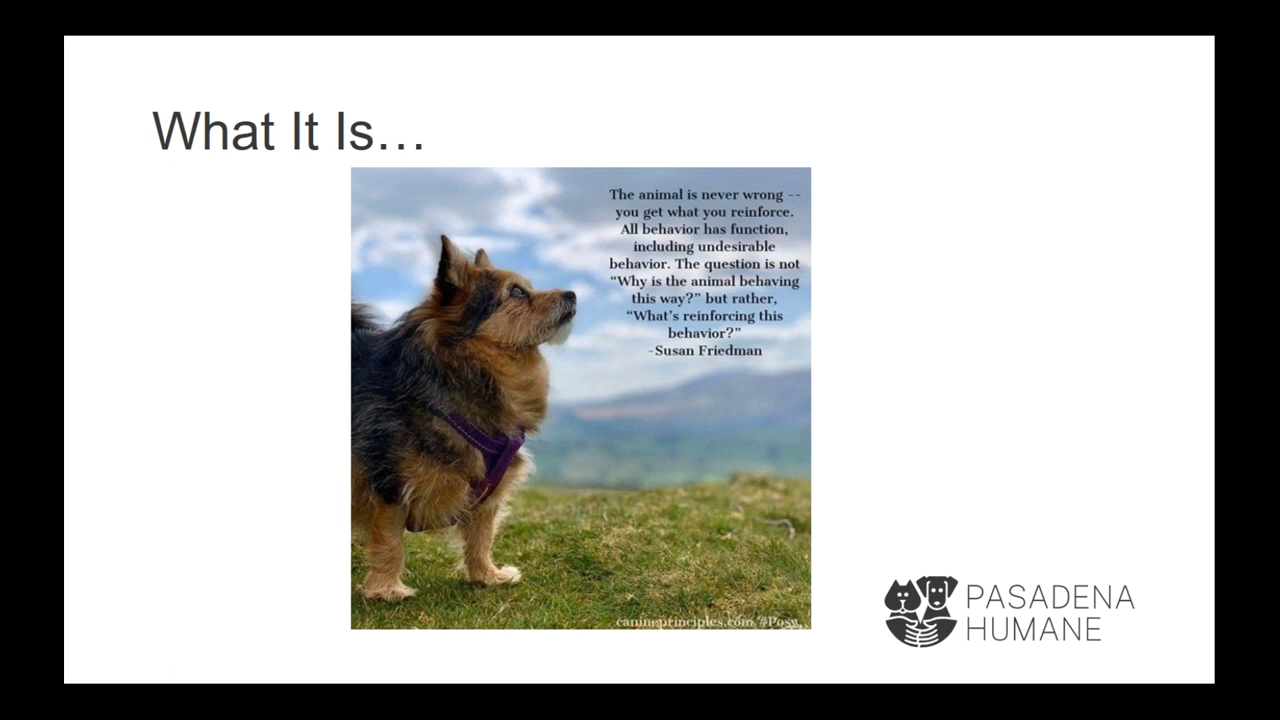 What It Is…
The animal is never wrong --
you get what you reinforce.
All behavior has function,
including undesirable
behavior. The question is not
“Why is the animal behaving
this way?” but rather,
“What’s reinforcing this
behavior?”
-Susan Friedman
canineprinciples.com #Posy
PASADENA
HUMANE